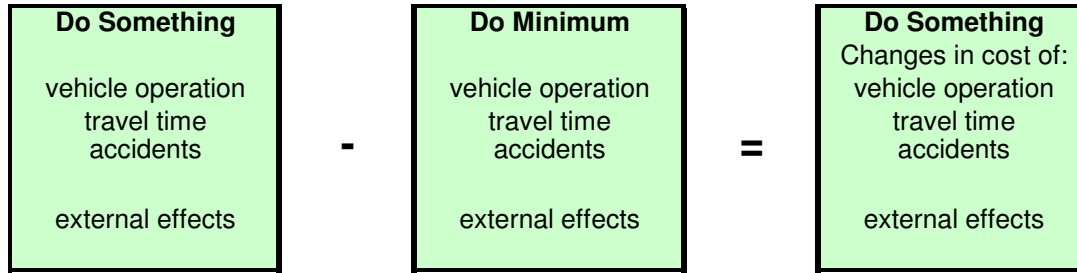 Do Something
vehicle operation
travel time
accidents
external effects
-
Do Minimum
vehicle operation
travel time
accidents
external effects
=
Do Something
Changes in cost of:
vehicle operation
travel time
accidents
external effects